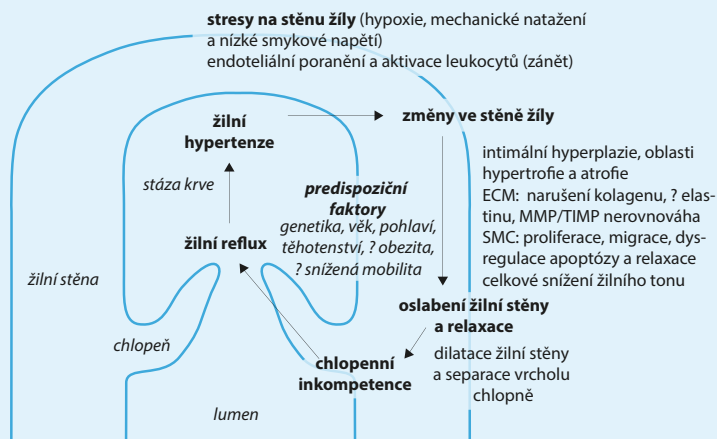 stresy na stěnu žíly (hypoxie, mechanické natažení
a nízké smykové napětí)
endoteliální poranění a aktivace leukocytů (zánět)
žilní
hypertenze
změny ve stěně žíly
intimální hyperplazie, oblasti
hypertrofie a atrofie
ECM: narušení kolagenu, ? elas-
tinu, MMP/TIMP nerovnováha
SMC: proliferace, migrace, dys-
regulace apoptózy a relaxace
celkové snížení žilního tonu
stáza krve
predispoziční
faktory
genetika, věk, pohlaví,
těhotenství, ? obezita,
? snížená mobilita
žilní reflux
žilní stěna
oslabení žilní stěny
a relaxace
chlopeň
chlopenní
inkompetence
dilatace žilní stěny
a separace vrcholu
chlopně
lumen